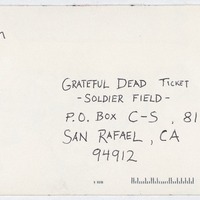 GRATEFUL DEAD TICKET
- SOLDIER FIELD -
P.O. BOX C-S, 81
SAN RAFAEL, CA
94912